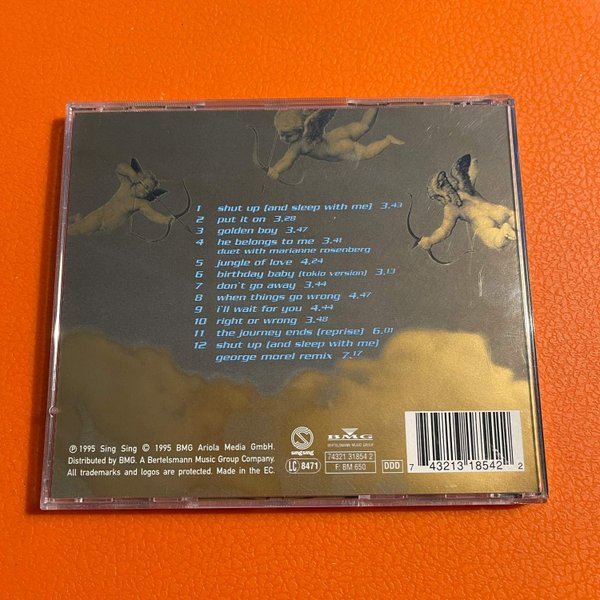 1 shut up (and sleep with me) 3.43
2 put it on 3.28
3 golden boy 3.47
4 he belongs to me 3.41
duet with marianne rosenberg
5 jungle of love 4.24
6 birthday baby (tokio version) 3.13
7 don't go away 3.44
8 when things go wrong 4.47
9 i'll wait for you 4.44
10 right or wrong 3.48
11 the journey ends (reprise) 6.01
12 shut up (and sleep with me)
george morel remix 7.17
℗ 1995 Sing Sing © 1995 BMG Ariola Media GmbH.
Distributed by BMG. A Bertelsmann Music Group Company.
All trademarks and logos are protected. Made in the EC.
singsing
LC 8471
BMG
BERTELSMANN MUSIC GROUP
74321 31854 2
F: BM 650
DDD
7 43213 18542 2